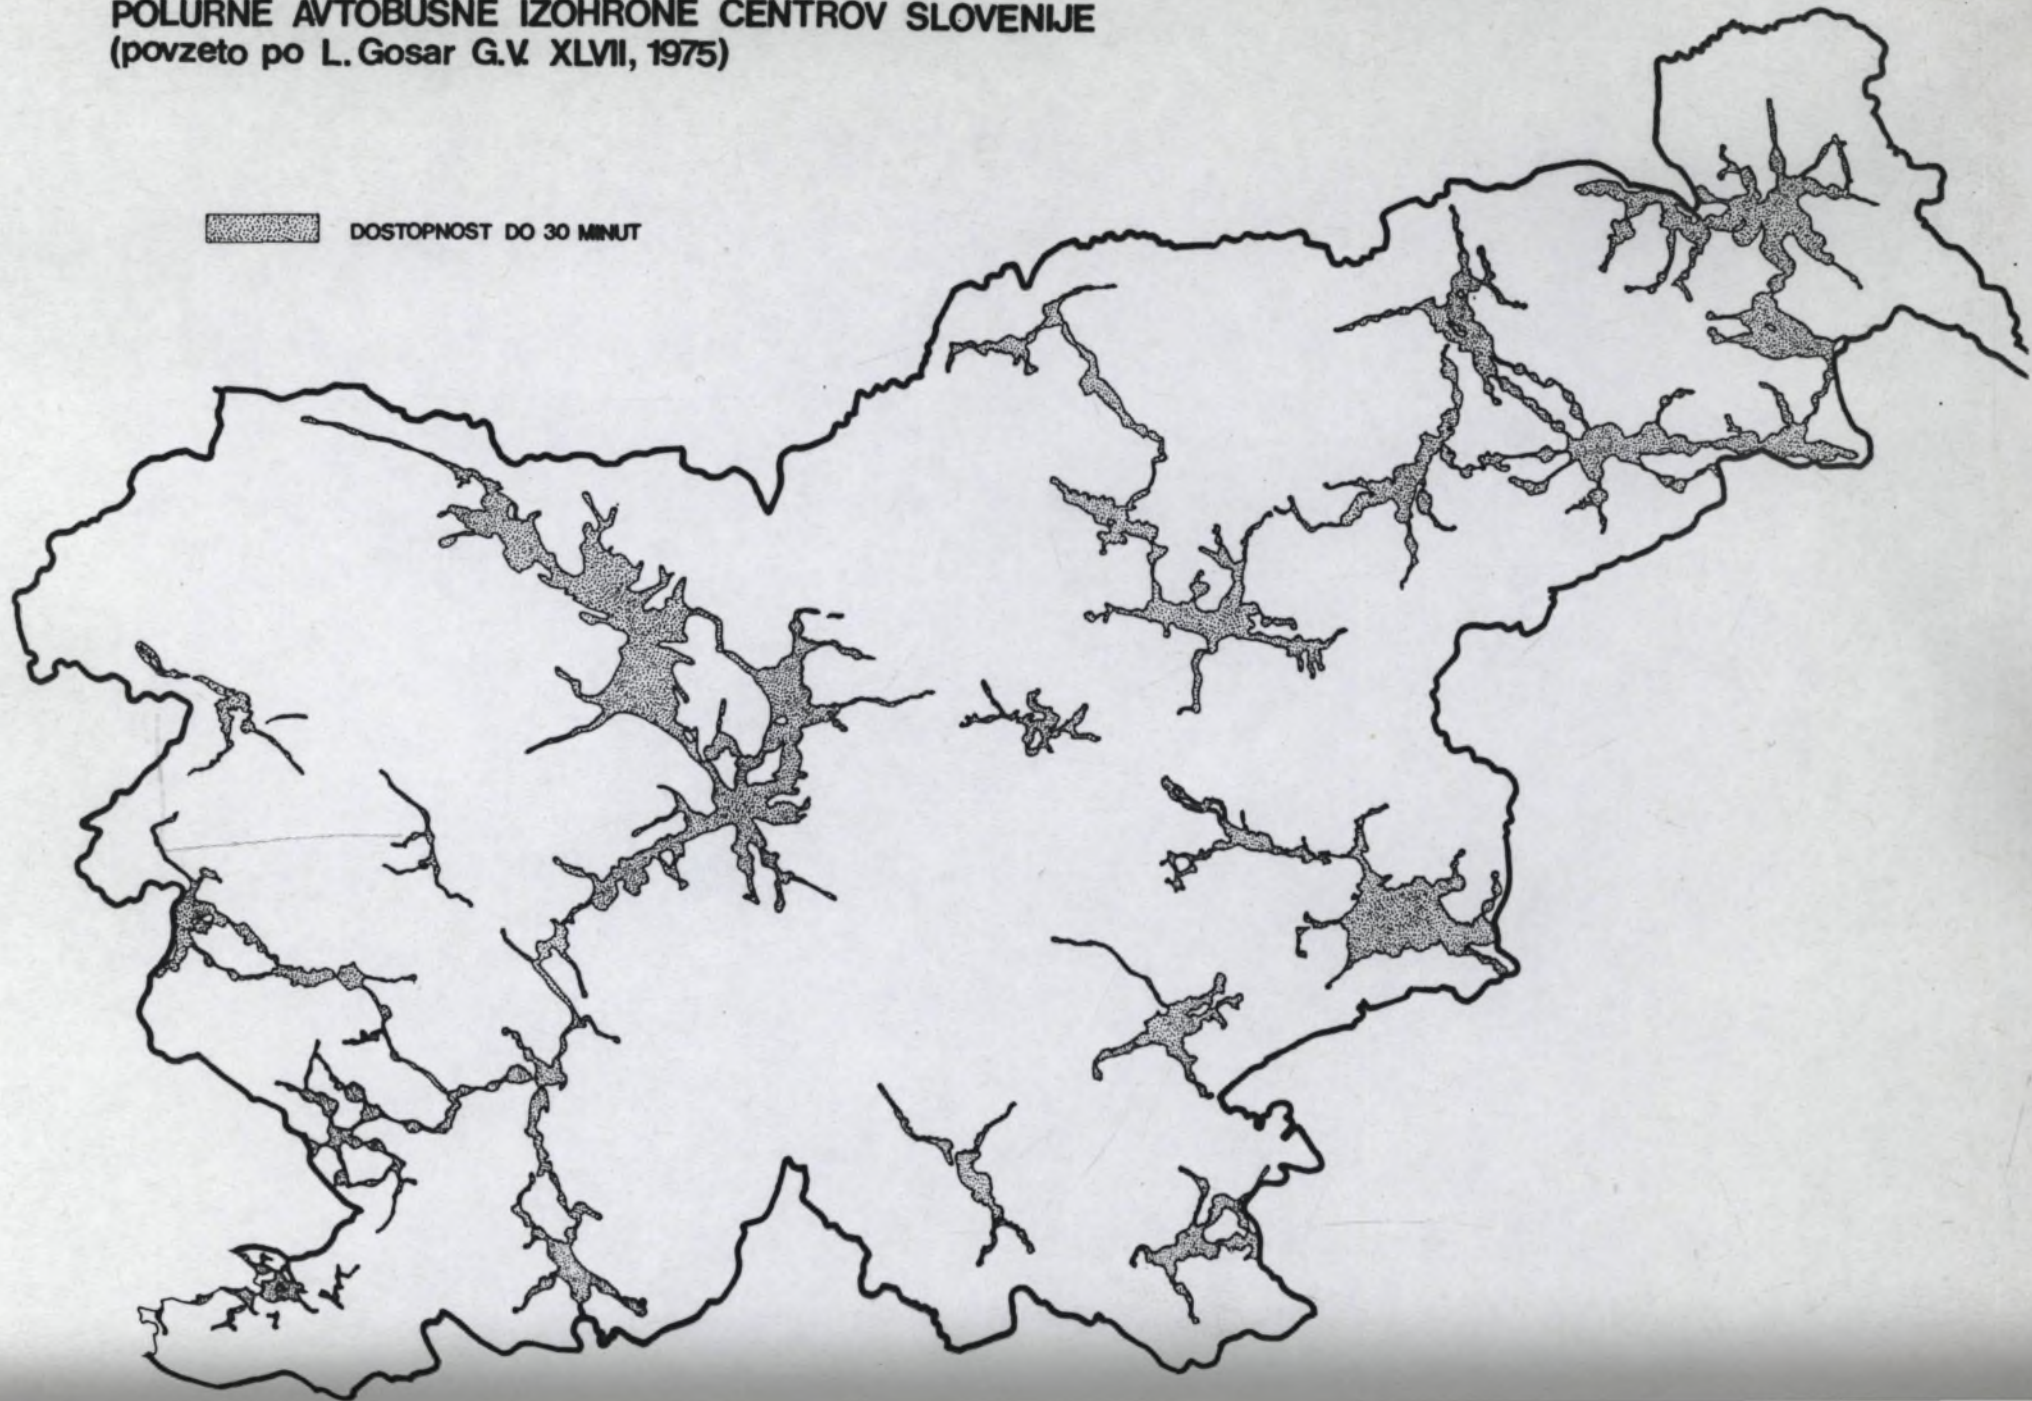 POLURNE AVTOBUSNE IZOHRONE CENTROV SLOVENIJE
(povzeto po L. Gosar G.V. XLVII, 1975)
DOSTOPNOST DO 30 MINUT